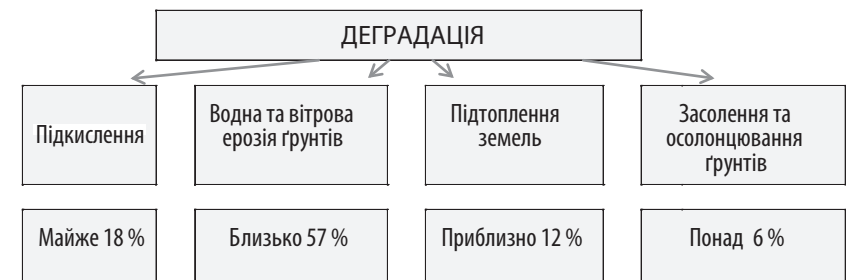 ДЕГРАДАЦІЯ
Підкислення
Водна та вітрова
ерозія ґрунтів
Підтоплення
земель
Засолення та
осолонцювання
ґрунтів
Майже 18 %
Близько 57 %
Приблизно 12 %
Понад 6 %